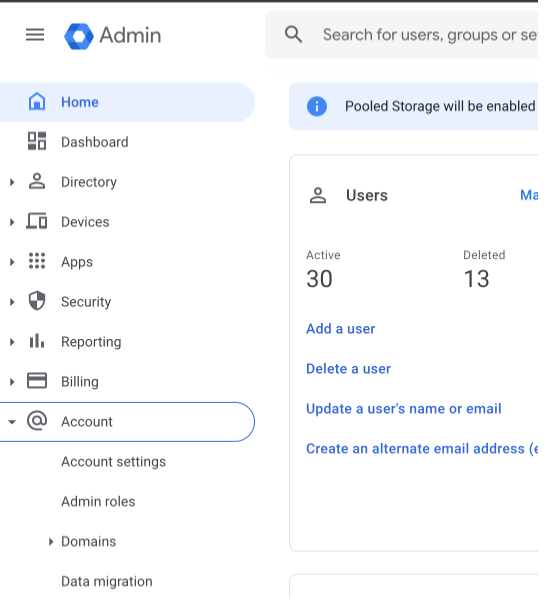 Admin
Search for users, groups or se
Home
Dashboard
Directory
Devices
Apps
Security
Reporting
Billing
Account
Account settings
Admin roles
Domains
Data migration
Pooled Storage will be enabled
Users
Ma
Active
Deleted
30
13
Add a user
Delete a user
Update a user's name or email
Create an alternate email address (e